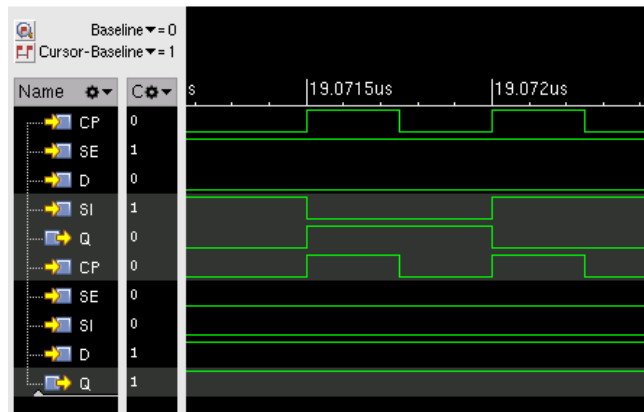 Baseline▼=0
Cursor-Baseline▼=1
Name C s |19.0715us |19.072us
CP 0
SE 1
D 0
SI 1
Q 0
CP 0
SE 0
SI 0
D 1
Q 1